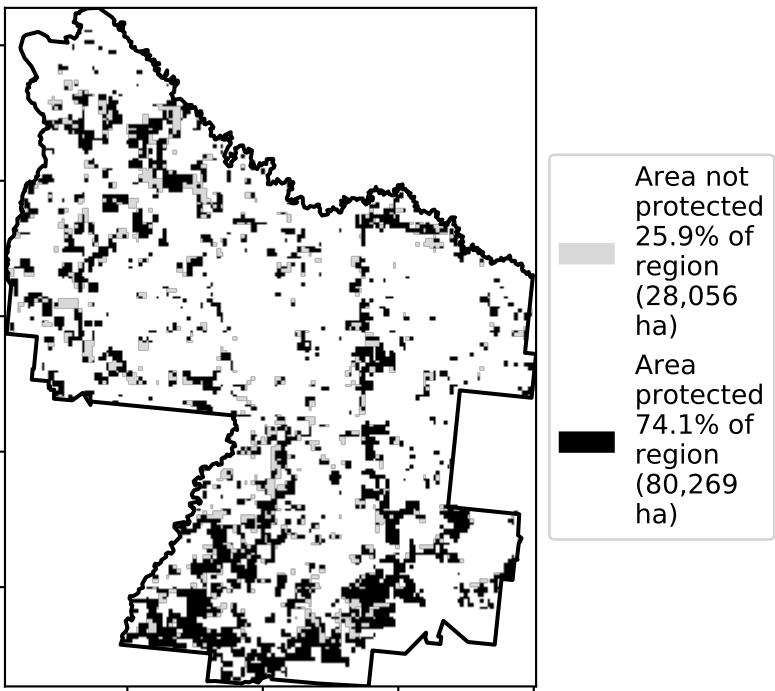 Area not
protected
25.9% of
region
(28,056
ha)
Area
protected
74.1% of
region
(80,269
ha)